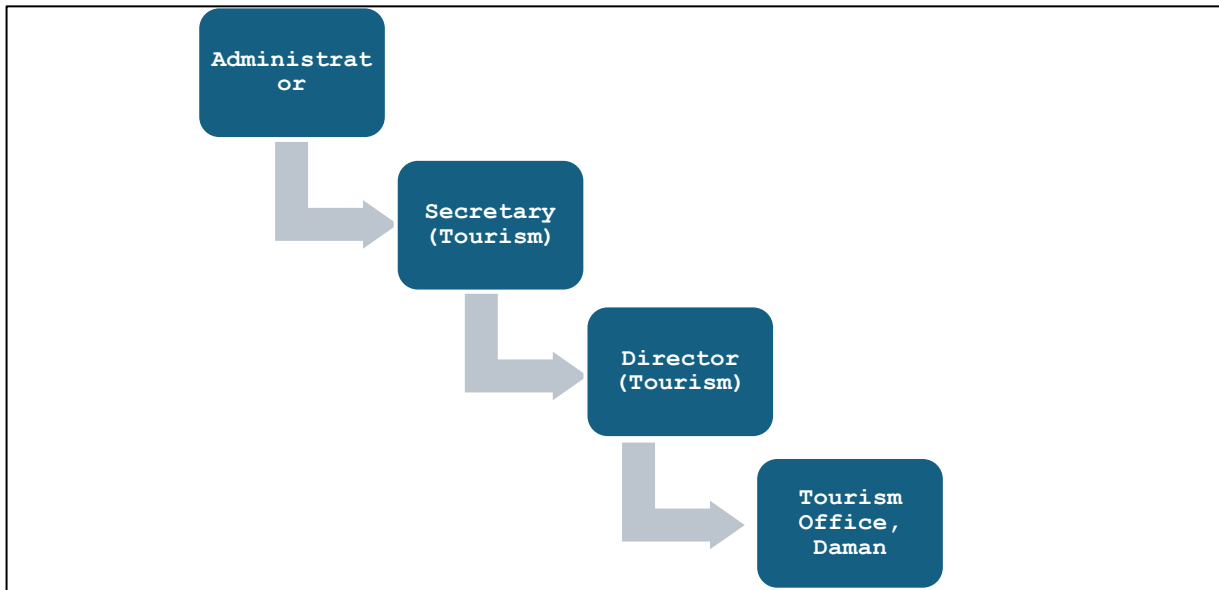 Administrat
or
Secretary
(Tourism)
Director
(Tourism)
Tourism
Office,
Daman